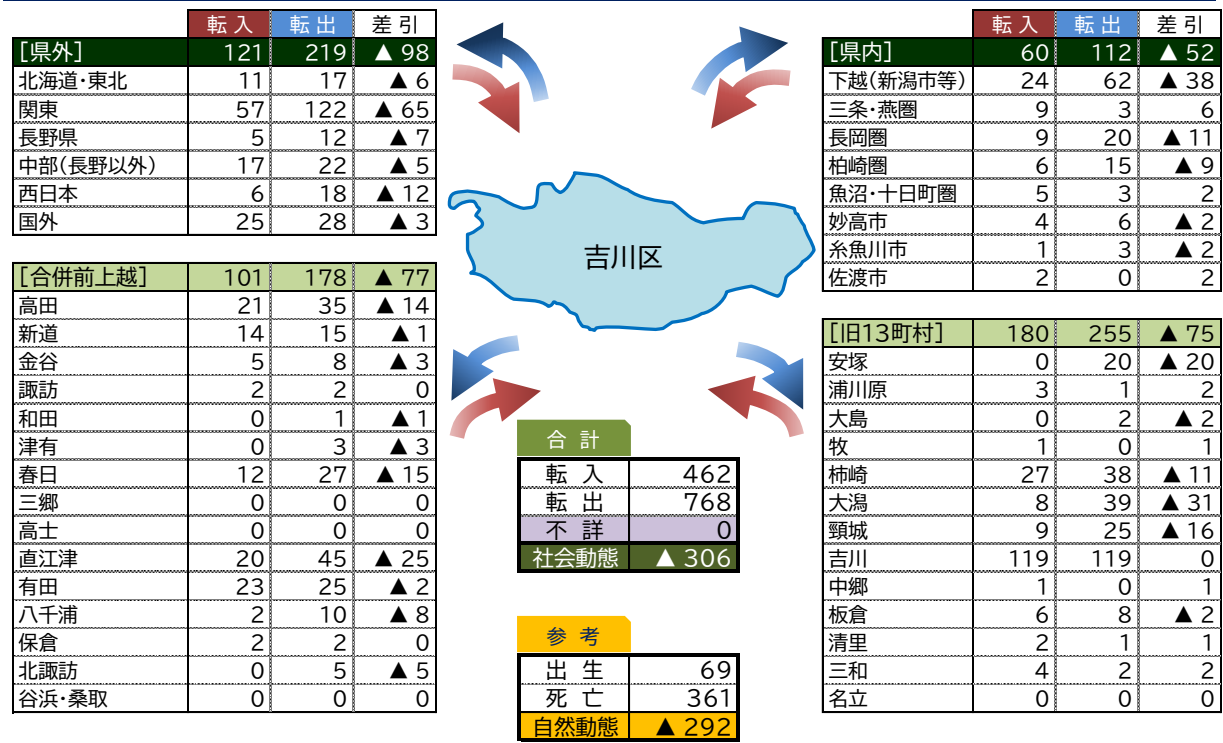 転入 転出 差引
[県外] 121 219 ▲ 98
北海道・東北 11 17 ▲ 6
関東 57 122 ▲ 65
長野県 5 12 ▲ 7
中部(長野以外) 17 22 ▲ 5
西日本 6 18 ▲ 12
国外 25 28 ▲ 3
[合併前上越] 101 178 ▲ 77
高田 21 35 ▲ 14
新道 14 15 ▲ 1
金谷 5 8 ▲ 3
諏訪 2 2 0
和田 0 1 ▲ 1
津有 0 3 ▲ 3
春日 12 27 ▲ 15
三郷 0 0 0
高士 0 0 0
直江津 20 45 ▲ 25
有田 23 25 ▲ 2
八千浦 2 10 ▲ 8
保倉 2 2 0
北諏訪 0 5 ▲ 5
谷浜・桑取 0 0 0
吉川区
合計
転入 462
転出 768
不詳 0
社会動態 ▲ 306
参考
出生 69
死亡 361
自然動態 ▲ 292
転入 転出 差引
[県内] 60 112 ▲ 52
下越(新潟市等) 24 62 ▲ 38
三条・燕圏 9 3 6
長岡圏 9 20 ▲ 11
柏崎圏 6 15 ▲ 9
魚沼・十日町圏 5 3 2
妙高市 4 6 ▲ 2
糸魚川市 1 3 ▲ 2
佐渡市 2 0 2
[旧13町村] 180 255 ▲ 75
安塚 0 20 ▲ 20
浦川原 3 1 2
大島 0 2 ▲ 2
牧 1 0 1
柿崎 27 38 ▲ 11
大潟 8 39 ▲ 31
頸城 9 25 ▲ 16
吉川 119 119 0
中郷 1 0 1
板倉 6 8 ▲ 2
清里 2 1 1
三和 4 2 2
名立 0 0 0